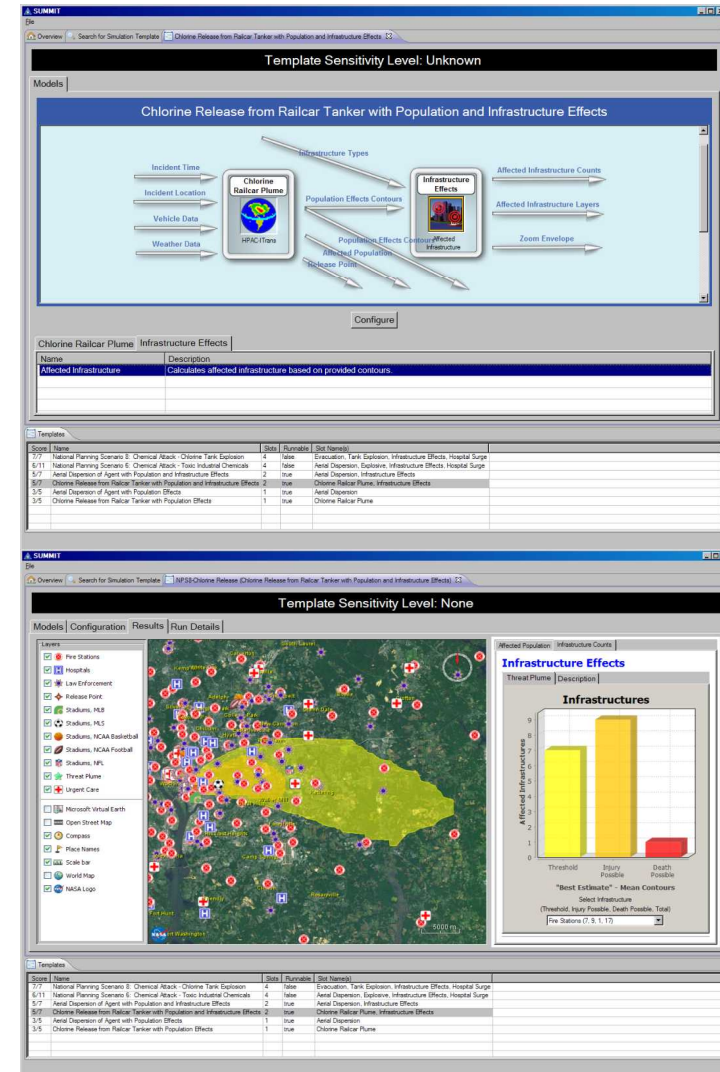 SUMMIT
File
Overview Search for Simulation Template Chlorine Release from Railcar Tanker with Population and Infrastructure Effects
Template Sensitivity Level: Unknown
Models
Chlorine Release from Railcar Tanker with Population and Infrastructure Effects
Infrastructure Types
Incident Time
Incident Location
Vehicle Data
Weather Data
Chlorine
Railcar Plume
HPAC-ITrans
Population Effects Contours
Population Effects Contours
Affected Population
Release Point
Infrastructure
Effects
Affected
Infrastructure
Affected Infrastructure Counts
Affected Infrastructure Layers
Zoom Envelope
Configure
Chlorine Railcar Plume Infrastructure Effects
Name Description
Affected Infrastructure Calculates affected infrastructure based on provided contours.
Templates
Score Name Slots Runnable Slot Name(s)
7/7 National Planning Scenario 8: Chemical Attack - Chlorine Tank Explosion 4 false Evacuation, Tank Explosion, Infrastructure Effects, Hospital Surge
6/11 National Planning Scenario 6: Chemical Attack - Toxic Industrial Chemicals 4 false Aerial Dispersion, Explosive, Infrastructure Effects, Hospital Surge
5/7 Aerial Dispersion of Agent with Population and Infrastructure Effects 2 true Aerial Dispersion, Infrastructure Effects
5/7 Chlorine Release from Railcar Tanker with Population and Infrastructure Effects 2 true Chlorine Railcar Plume, Infrastructure Effects
3/5 Aerial Dispersion of Agent with Population Effects 1 true Aerial Dispersion
3/5 Chlorine Release from Railcar Tanker with Population Effects 1 true Chlorine Railcar Plume
SUMMIT
File
Overview Search for Simulation Template NPS8-Chlorine Release (Chlorine Release from Railcar Tanker with Population and Infrastructure Effects)
Template Sensitivity Level: None
Models Configuration Results Run Details
Layers
Fire Stations
Hospitals
Law Enforcement
Release Point
Stadiums, MLB
Stadiums, MLS
Stadiums, NCAA Basketball
Stadiums, NCAA Football
Stadiums, NFL
Threat Plume
Urgent Care
Microsoft Virtual Earth
Open Street Map
Compass
Place Names
Scale bar
World Map
NASA Logo
Adelphi
Fort Hunt
Fort Washington
5000 m
Affected Population Infrastructure Counts
Infrastructure Effects
Threat Plume Description
Infrastructures
Affected Infrastructures
9
8
7
6
5
4
3
2
1
0
Threshold Injury Possible Death Possible
"Best Estimate" - Mean Contours
Select Infrastructure
(Threshold, Injury Possible, Death Possible, Total)
Fire Stations (7, 9, 1, 17)
Templates
Score Name Slots Runnable Slot Name(s)
7/7 National Planning Scenario 8: Chemical Attack - Chlorine Tank Explosion 4 false Evacuation, Tank Explosion, Infrastructure Effects, Hospital Surge
6/11 National Planning Scenario 6: Chemical Attack - Toxic Industrial Chemicals 4 false Aerial Dispersion, Explosive, Infrastructure Effects, Hospital Surge
5/7 Aerial Dispersion of Agent with Population and Infrastructure Effects 2 true Aerial Dispersion, Infrastructure Effects
5/7 Chlorine Release from Railcar Tanker with Population and Infrastructure Effects 2 true Chlorine Railcar Plume, Infrastructure Effects
3/5 Aerial Dispersion of Agent with Population Effects 1 true Aerial Dispersion
3/5 Chlorine Release from Railcar Tanker with Population Effects 1 true Chlorine Railcar Plume